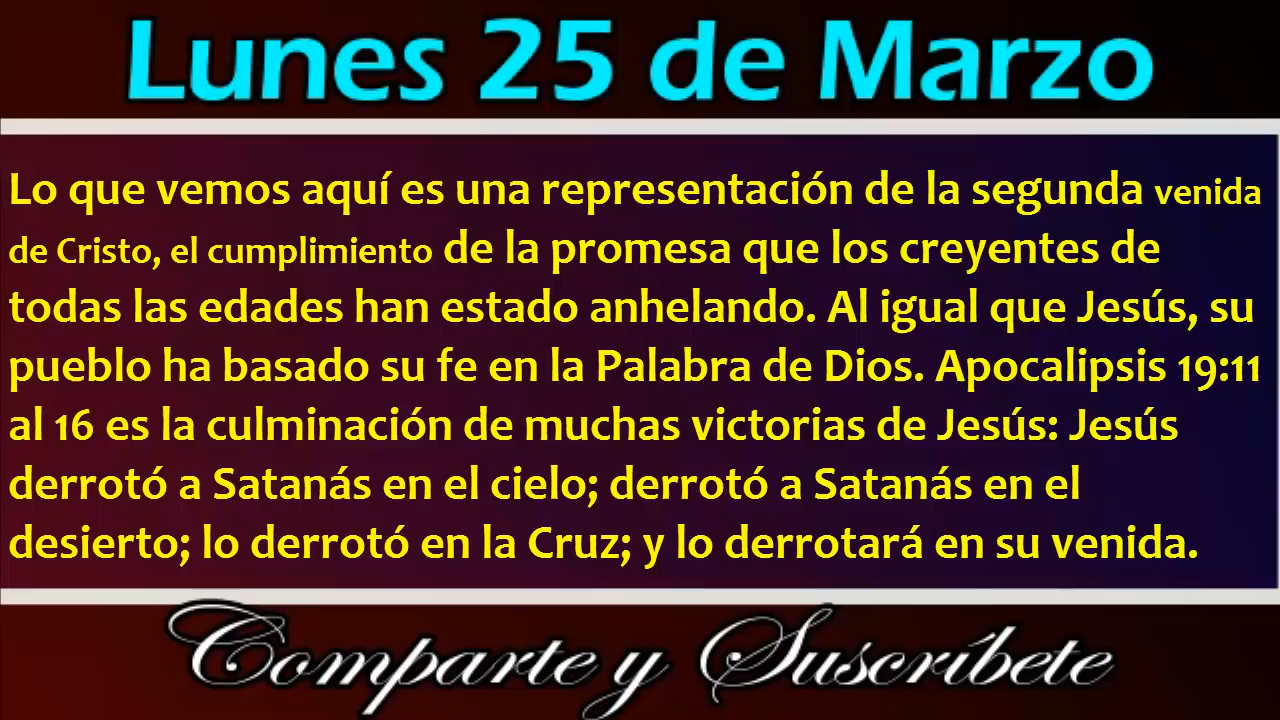 Lunes 25 de Marzo
Lo que vemos aquí es una representación de la segunda venida
de Cristo, el cumplimiento de la promesa que los creyentes de
todas las edades han estado anhelando. Al igual que Jesús, su
pueblo ha basado su fe en la Palabra de Dios. Apocalipsis 19:11
al 16 es la culminación de muchas victorias de Jesús: Jesús
derrotó a Satanás en el cielo; derrotó a Satanás en el
desierto; lo derrotó en la Cruz; y lo derrotará en su venida.
Comparte y Suscríbete